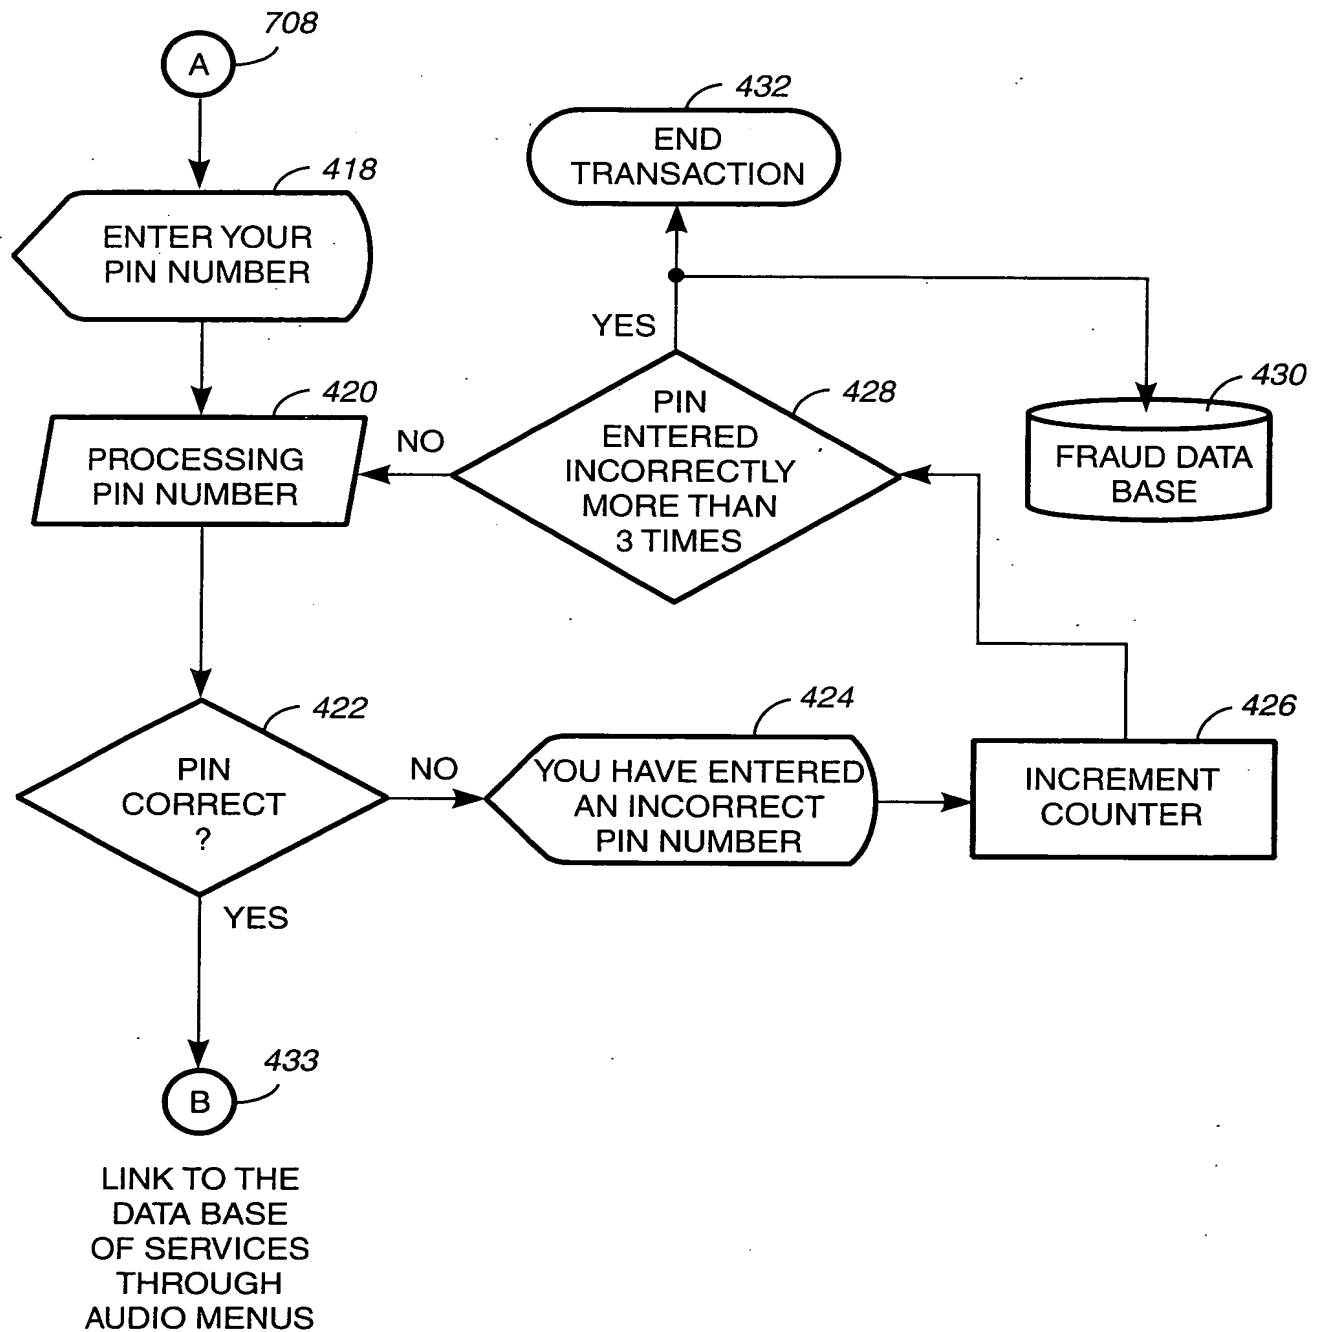 708
A
432
END
TRANSACTION
418
ENTER YOUR
PIN NUMBER
YES
430
FRAUD DATA
BASE
420
PROCESSING
PIN NUMBER
NO
428
PIN
ENTERED
INCORRECTLY
MORE THAN
3 TIMES
422
PIN
CORRECT
?
NO
424
YOU HAVE ENTERED
AN INCORRECT
PIN NUMBER
426
INCREMENT
COUNTER
YES
433
B
LINK TO THE
DATA BASE
OF SERVICES
THROUGH
AUDIO MENUS